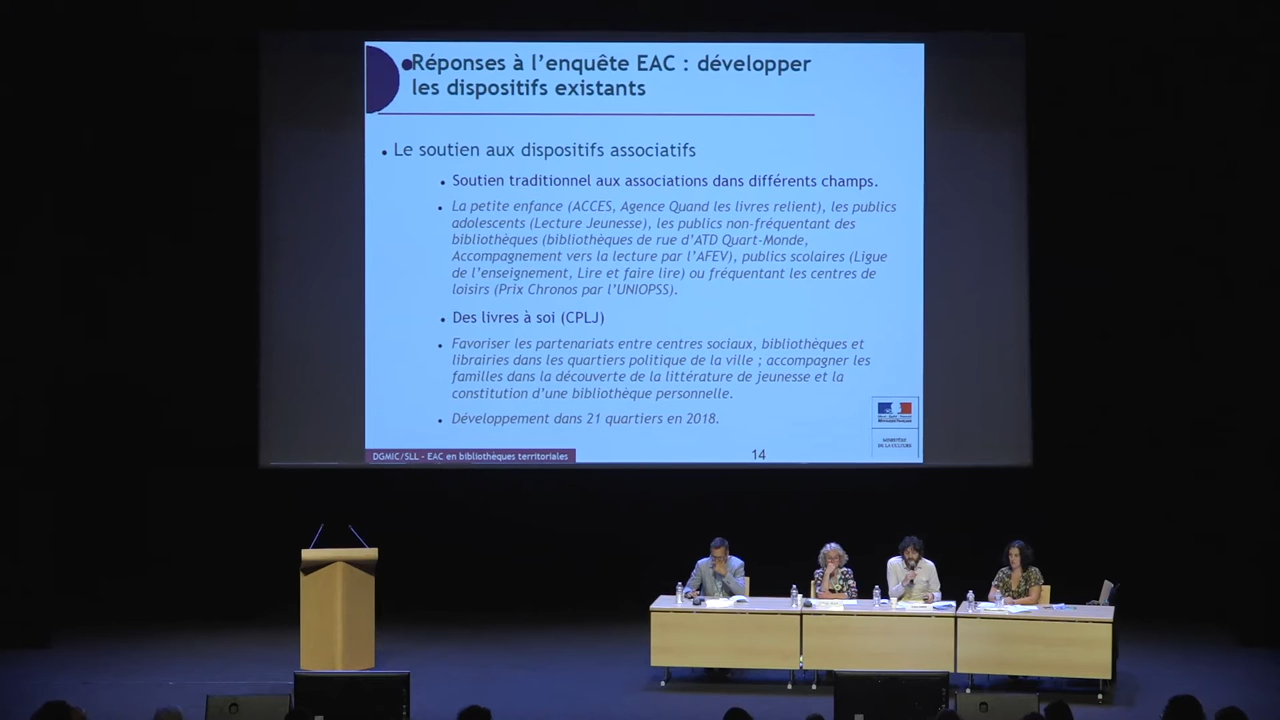 •Réponses à l'enquête EAC : développer
les dispositifs existants
• Le soutien aux dispositifs associatifs
• Soutien traditionnel aux associations dans différents champs.
• La petite enfance (ACCES, Agence Quand les livres relient), les publics
adolescents (Lecture Jeunesse), les publics non-fréquentant des
bibliothèques (bibliothèques de rue d'ATD Quart-Monde,
Accompagnement vers la lecture par l'AFEV), publics scolaires (Ligue
de l'enseignement, Lire et faire lire) ou fréquentant les centres de
loisirs (Prix Chronos par l'UNIOPSS).
• Des livres à soi (CPLJ)
• Favoriser les partenariats entre centres sociaux, bibliothèques et
librairies dans les quartiers politique de la ville ; accompagner les
familles dans la découverte de la littérature de jeunesse et la
constitution d'une bibliothèque personnelle.
• Développement dans 21 quartiers en 2018.
MINISTÈRE
DE LA CULTURE
DGMIC/SLL - EAC en bibliothèques territoriales
14